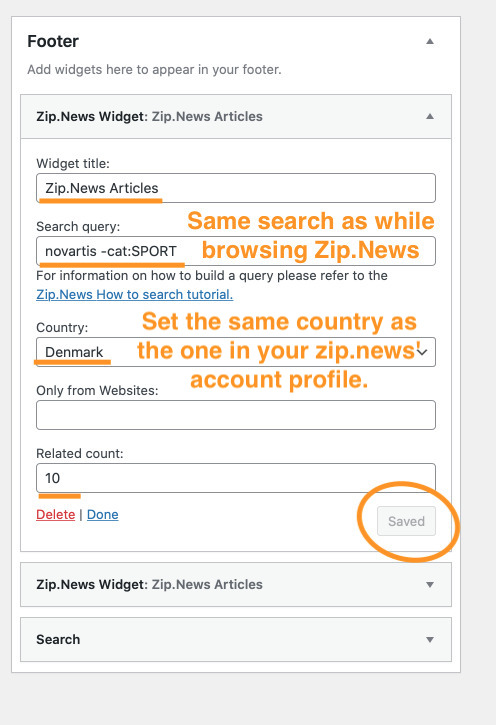 Footer
Add widgets here to appear in your footer.
Zip.News Widget: Zip.News Articles
Widget title:
Zip.News Articles
Search query:
Same search as while
novartis -cat:SPORT
browsing Zip.News
For information on how to build a query please refer to the
Zip.News How to search tutorial.
Country:
Set the same country as
Denmark
the one in your zip.news'
account profile.
Only from Websites:
Related count:
10
Delete | Done
Saved
Zip.News Widget: Zip.News Articles
Search